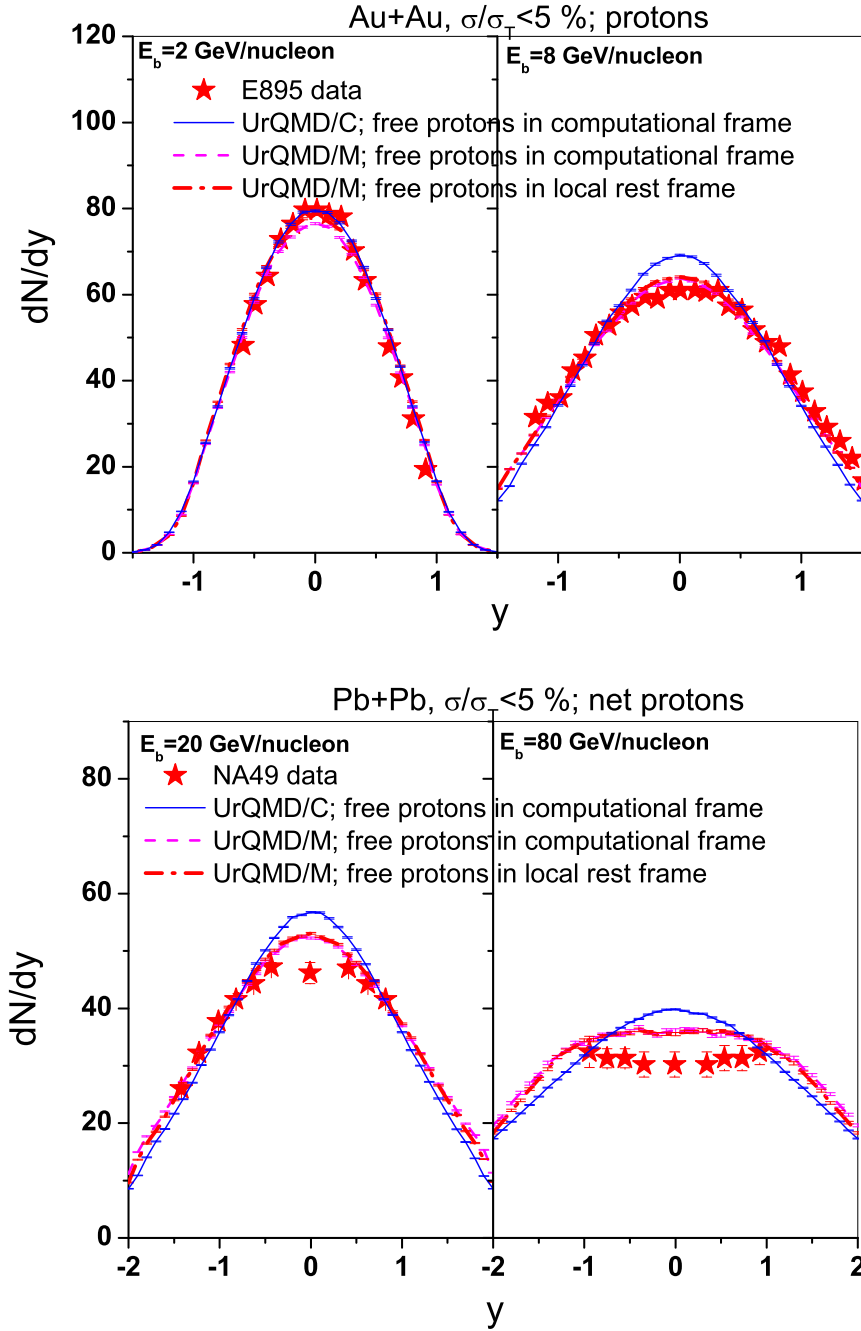 Au+Au, σ/σT<5 %; protons
E_b=2 GeV/nucleon
E_b=8 GeV/nucleon
E895 data
UrQMD/C; free protons in computational frame
UrQMD/M; free protons in computational frame
UrQMD/M; free protons in local rest frame
dN/dy
120
100
80
60
40
20
0
-1 0 1 -1 0 1
y
Pb+Pb, σ/σT<5 %; net protons
E_b=20 GeV/nucleon
E_b=80 GeV/nucleon
NA49 data
UrQMD/C; free protons in computational frame
UrQMD/M; free protons in computational frame
UrQMD/M; free protons in local rest frame
dN/dy
80
60
40
20
0
-2 -1 0 1 -2 -1 0 1 2
y